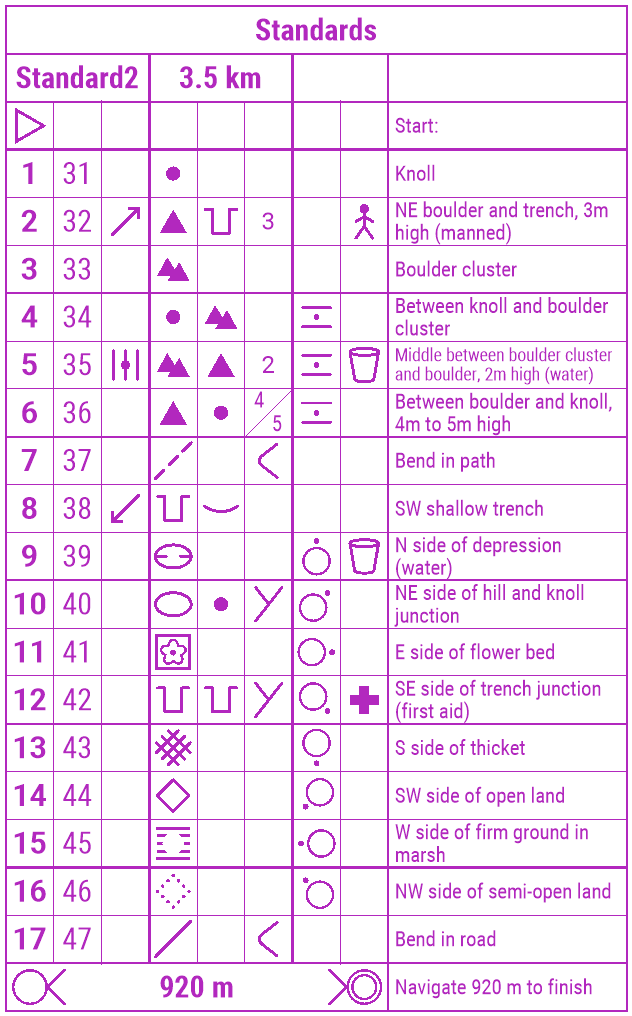 Standards
Standard2 3.5 km
Start:
1 31 Knoll
2 32 3 NE boulder and trench, 3m
high (manned)
3 33 Boulder cluster
4 34 Between knoll and boulder
cluster
5 35 2 Middle between boulder cluster
and boulder, 2m high (water)
6 36 4 5 Between boulder and knoll,
4m to 5m high
7 37 Bend in path
8 38 SW shallow trench
9 39 N side of depression
(water)
10 40 NE side of hill and knoll
junction
11 41 E side of flower bed
12 42 SE side of trench junction
(first aid)
13 43 S side of thicket
14 44 SW side of open land
15 45 W side of firm ground in
marsh
16 46 NW side of semi-open land
17 47 Bend in road
920 m Navigate 920 m to finish